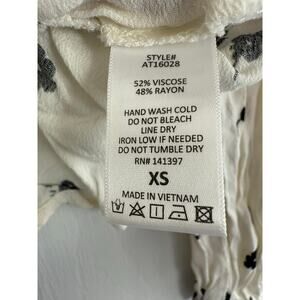 STYLE#
AT16028
52% VISCOSE
48% RAYON
HAND WASH COLD
DO NOT BLEACH
LINE DRY
IRON LOW IF NEEDED
DO NOT TUMBLE DRY
RN# 141397
XS
MADE IN VIETNAM